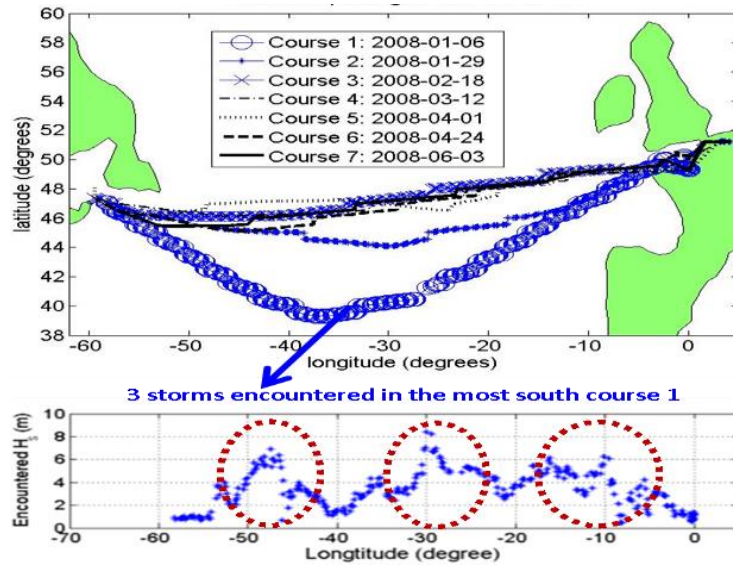 60
58
56
54
52
50
48
46
44
42
40
38
latitude (degrees)
Course 1: 2008-01-06
Course 2: 2008-01-29
Course 3: 2008-02-18
Course 4: 2008-03-12
Course 5: 2008-04-01
Course 6: 2008-04-24
Course 7: 2008-06-03
-60 -50 -40 -30 -20 -10 0
longitude (degrees)
3 storms encountered in the most south course 1
10
8
6
4
2
0
Encountered Hs (m)
-70 -60 -50 -40 -30 -20 -10 0 10
Longtitude (degree)